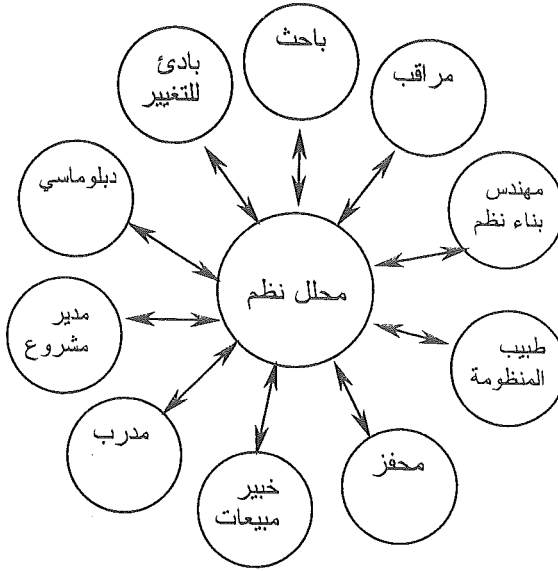 باحث
مراقب
مهندس
بناء نظم
طبيب
المنظومة
محفز
خبير
مبيعات
مدرب
مدير
مشروع
دبلوماسي
بادئ
للتغيير
محلل نظم